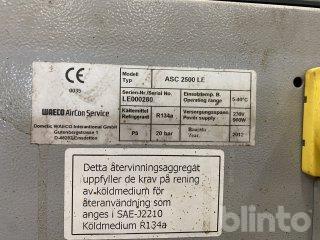 CE
0035
Modell
Typ
ASC 2500 LE
Serien-Nr./Serial No.
LE000280
Einsatztemp. B.
Operating range
5-40°C
WAECO AirCon Service
Kältemittel
Refrigerant
R134a
Versorgungsspann.
Power supply
230V
Dometic WAECO International GmbH
Gutenbergstrasse 1
D-48282 Emsdetten
PS
20 bar
Baujahr
Year
2012
Detta återvinningsaggregat
uppfyller de krav på rening
av köldmedium för
återanvändning som
anges i SAE-J2210
Köldmedium R134a
blinto